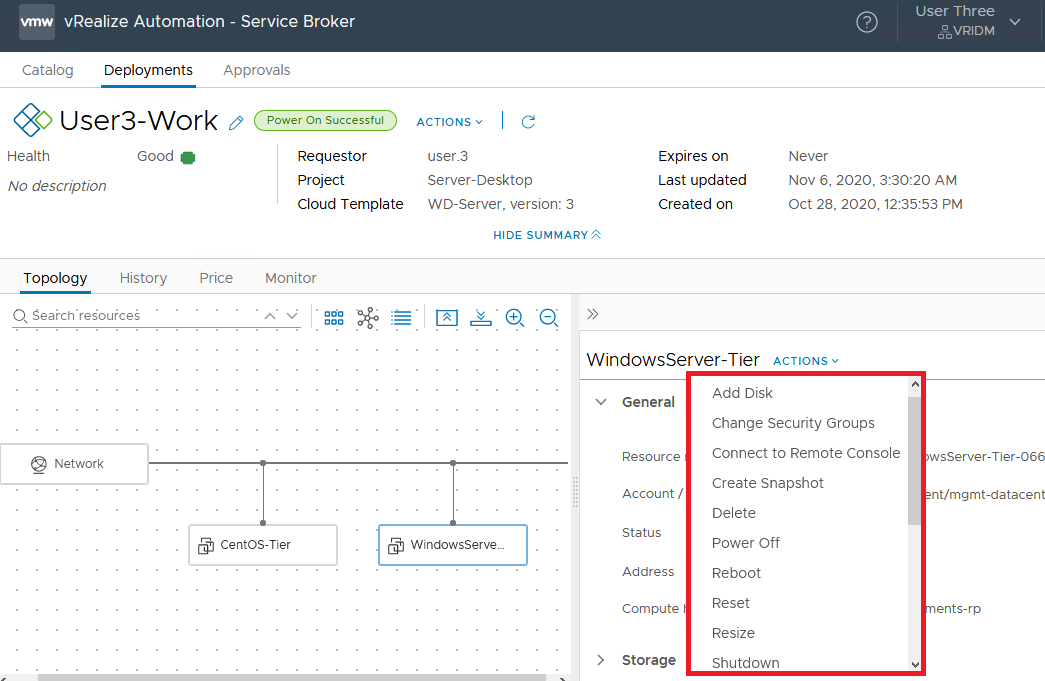 vmw vRealize Automation - Service Broker
? User Three
VRIDM
Catalog Deployments Approvals
User3-Work Power On Successful ACTIONS
Health Good Requestor user.3 Expires on Never
No description Project Server-Desktop Last updated Nov 6, 2020, 3:30:20 AM
Cloud Template WD-Server, version: 3 Created on Oct 28, 2020, 12:35:53 PM
HIDE SUMMARY
Topology History Price Monitor
Search resources
Network
CentOS-Tier
WindowsServe...
WindowsServer-Tier ACTIONS
General
Resource
Account /
Status
Address
Compute
Storage
Add Disk
Change Security Groups
Connect to Remote Console
Create Snapshot
Delete
Power Off
Reboot
Reset
Resize
Shutdown
owsServer-Tier-066
ent/mgmt-datacent
ments-rp